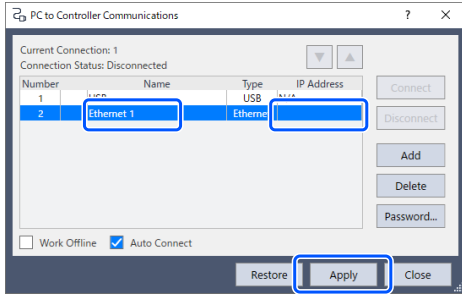 PC to Controller Communications
Current Connection: 1
Connection Status: Disconnected
Number Name Type IP Address
1 USB USB N/A
2 Ethernet 1 Etherne
Connect
Disconnect
Add
Delete
Password...
Work Offline Auto Connect
Restore Apply Close